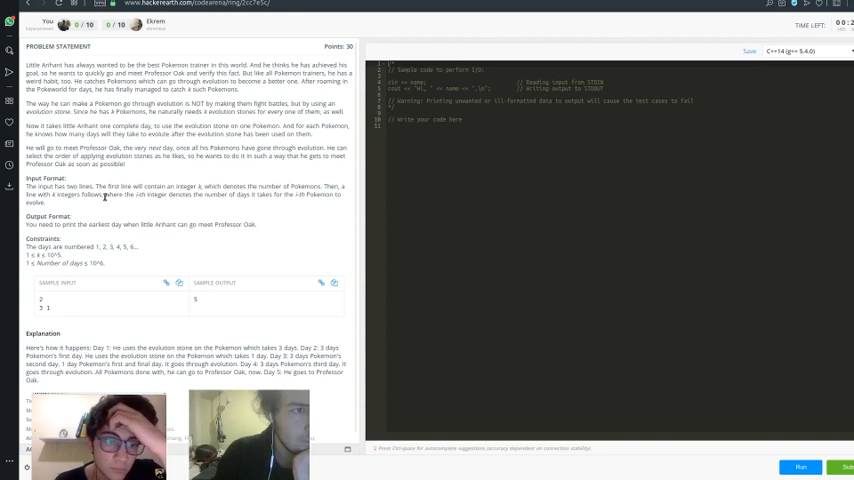 www.hackerearth.com/codearena/ring/2cc7e5c/
You
0 / 10
0 / 10
Ekrem
TIME LEFT:
PROBLEM STATEMENT
Points: 30
Save
C++14 (g++ 5.4.0)
Little Arihant has always wanted to be the best Pokemon trainer in this world. And he thinks he has achieved his
goal, so he wants to quickly go and meet Professor Oak and verify this fact. But like all Pokemon trainers, he has a
weird habit, too. He catches Pokemons which can go through evolution to become a better one. After roaming in
the Pokeworld for days, he has finally managed to catch k such Pokemons.
The way he can make a Pokemon go through evolution is NOT by making them fight battles, but by using an
evolution stone. Since he has k Pokemons, he naturally needs k evolution stones for every one of them, as well.
Now it takes little Arihant one complete day, to use the evolution stone on one Pokemon. And for each Pokemon,
he knows how many days will they take to evolute after the evolution stone has been used on them.
He will go to meet Professor Oak, the very next day, once all his Pokemons have gone through evolution. He can
select the order of applying evolution stones as he likes, so he wants to do it in such a way that he gets to meet
Professor Oak as soon as possible!
Input Format:
The input has two lines. The first line will contain an integer k, which denotes the number of Pokemons. Then, a
line with k integers follows, where the i-th integer denotes the number of days it takes for the i-th Pokemon to
evolve.
Output Format:
You need to print the earliest day when little Arihant can go meet Professor Oak.
Constraints:
The days are numbered 1, 2, 3, 4, 5, 6...
1 ≤ k ≤ 10^5.
1 ≤ Number of days ≤ 10^6.
SAMPLE INPUT
SAMPLE OUTPUT
2
3 1
5
Explanation
Here's how it happens: Day 1: He uses the evolution stone on the Pokemon which takes 3 days. Day 2: 3 days
Pokemon's first day. He uses the evolution stone on the Pokemon which takes 1 day. Day 3: 3 days Pokemon's
second day. 1 day Pokemon's first and final day. It goes through evolution. Day 4: 3 days Pokemon's third day. It
goes through evolution. All Pokemons done with, he can go to Professor Oak, now. Day 5: He goes to Professor
Oak.
1 /*
2 // Sample code to perform I/O:
3
4 cin >> name; // Reading input from STDIN
5 cout << "Hi, " << name << ".\n"; // Writing output to STDOUT
6
7 // Warning: Printing unwanted or ill-formatted data to output will cause the test cases to fail
8 */
9
10 // Write your code here
11
Press Ctrl-space for autocomplete suggestions (accuracy dependent on connection stability).
Run